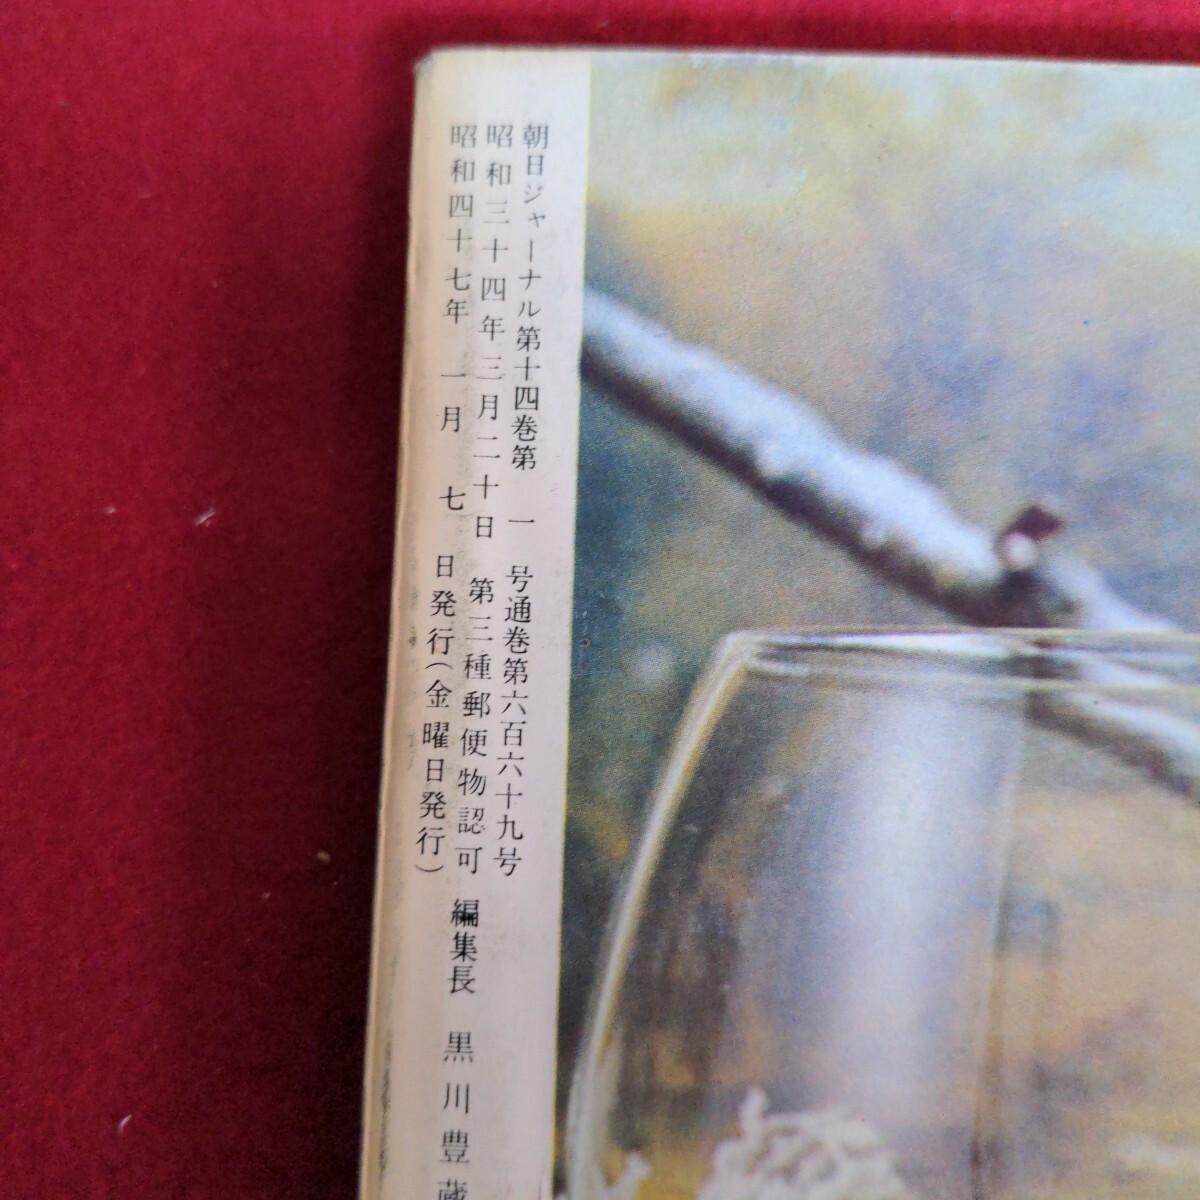 朝日ジャーナル第十四巻第 一 号通巻第六百六十九号
昭和三十四年三月二十日 第三種郵便物認可
昭和四十七年 一月 七 日発行(金曜日発行)
編集長 黒川豊蔵